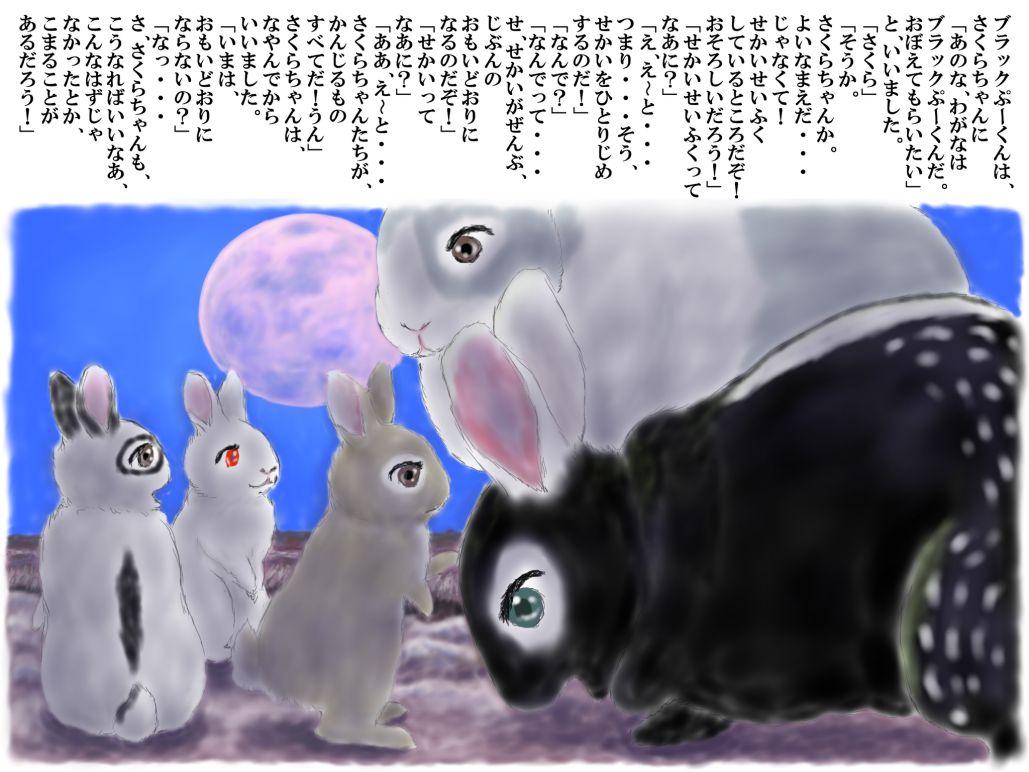 ブラックぷーくんは、
さくらちゃんに
「あのな、わがなは
ブラックぷーくんだ。
おぼえてもらいたい」
と、いいました。
「さくら」
「そうか。
さくらちゃんか。
よいなまえだ・・・
じゃなくて！
せかいせいふく
しているところだぞ！
おそろしいだろう！」
「せかいせいふくって
なあに？」
「え、え～と・・・
つまり・・・そう、
せかいをひとりじめ
するのだ！」
「なんで？」
「なんでって・・・
せ、せかいがぜんぶ、
じぶんの
おもいどおりに
なるのだぞ！」
「せかいって
なあに？」
「ああ、え～と・・・
さくらちゃんたちが、
かんじるもの
すべてだ！うん」
さくらちゃんは、
なやんでから
いいました。
「いまは、
おもいどおりに
ならないの？」
「なっ・・・
さ、さくらちゃんも、
こうなればいいなあ、
こんなはずじゃ
なかったとか、
こまることが
あるだろう！」